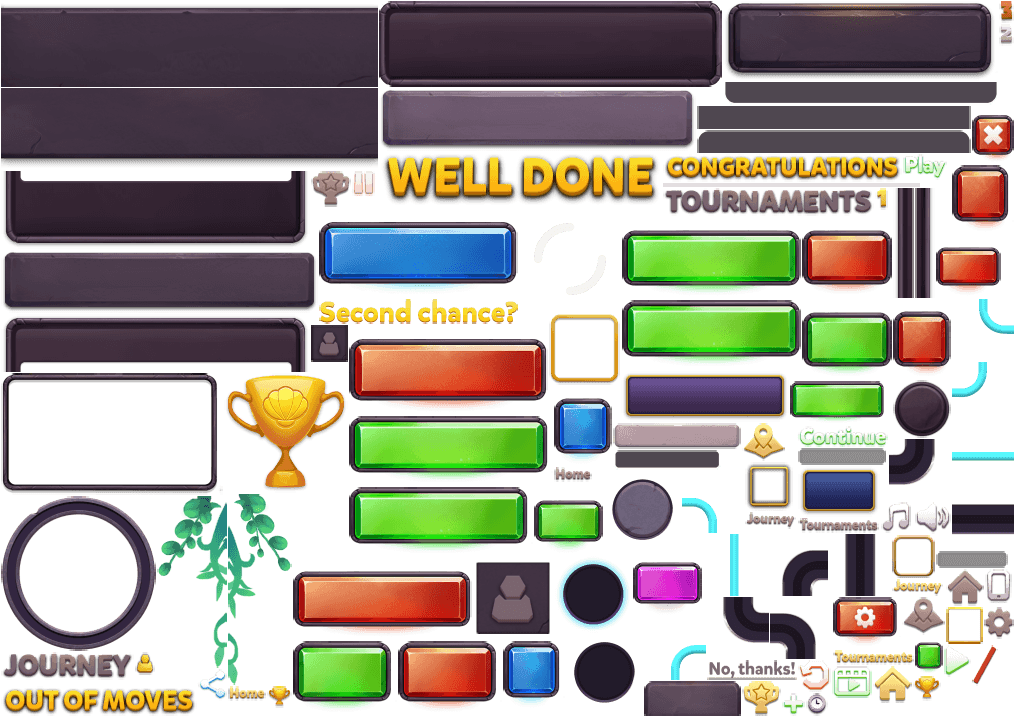 3
2
WELL DONE
CONGRATULATIONS
Play
TOURNAMENTS
1
Second chance?
Continue
Home
Journey
Tournaments
Journey
JOURNEY
No, thanks!
Tournaments
OUT OF MOVES
Home